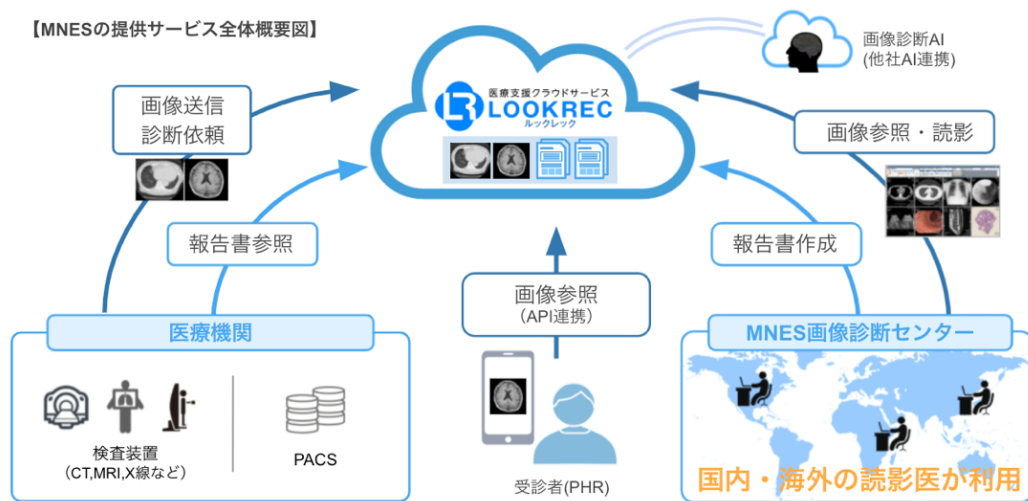 【MNESの提供サービス全体概要図】
画像診断AI
(他社AI連携)
医療支援クラウドサービス
LOOKREC
ルックレック
画像送信
診断依頼
画像参照・読影
報告書参照
報告書作成
画像参照
（API連携）
医療機関
MNES画像診断センター
検査装置
（CT,MRI,X線など）
PACS
受診者(PHR)
国内・海外の読影医が利用